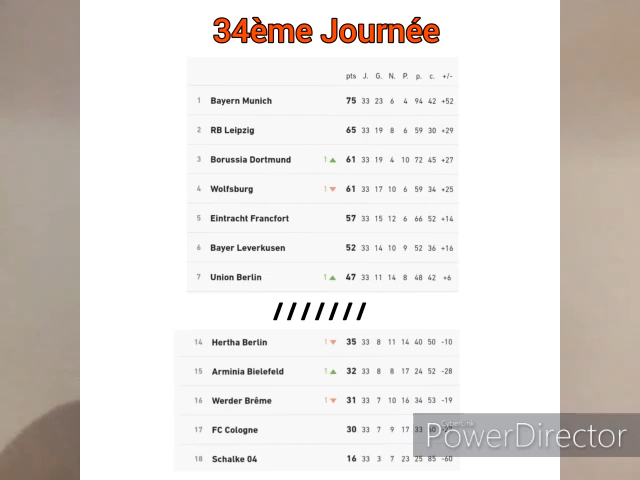 34ème Journée
pts J. G. N. P. p. c. +/-
1 Bayern Munich 75 33 23 6 4 94 42 +52
2 RB Leipzig 65 33 19 8 6 59 30 +29
3 Borussia Dortmund 1 ▲ 61 33 19 4 10 72 45 +27
4 Wolfsburg 1 ▼ 61 33 17 10 6 59 34 +25
5 Eintracht Francfort 57 33 15 12 6 66 52 +14
6 Bayer Leverkusen 52 33 14 10 9 52 36 +16
7 Union Berlin 1 ▲ 47 33 11 14 8 48 42 +6
///////
14 Hertha Berlin 1 ▼ 35 33 8 11 14 40 50 -10
15 Arminia Bielefeld 1 ▲ 32 33 8 8 17 24 52 -28
16 Werder Brême 1 ▼ 31 33 7 10 16 34 53 -19
17 FC Cologne 30 33 7 9 17 33
CyberLink
PowerDirector
18 Schalke 04 16 33 3 7 23 25 85 -60